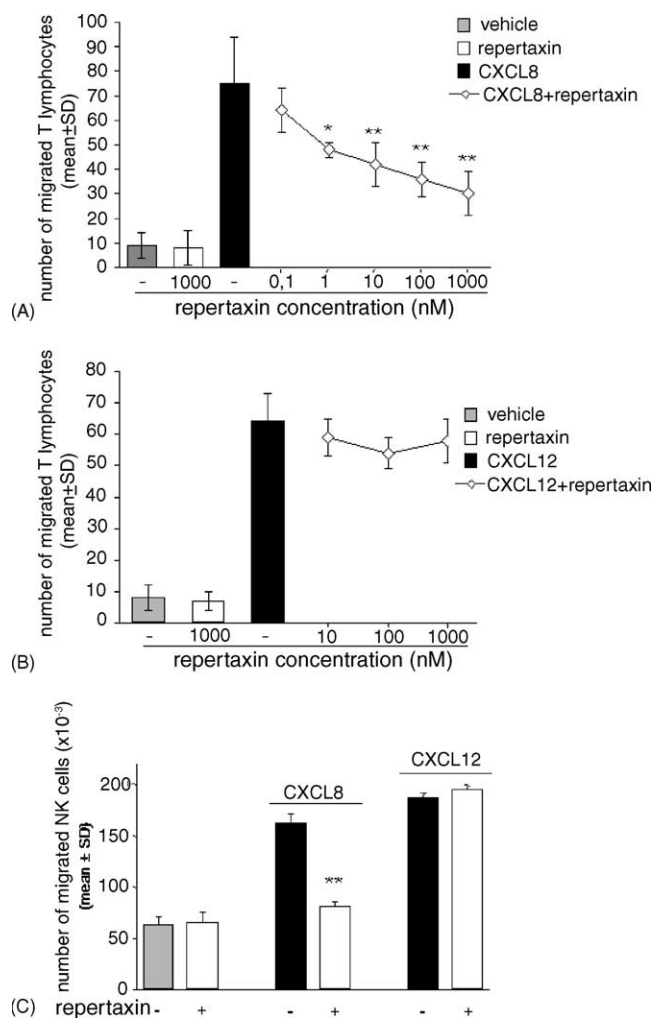 100
90
80
70
60
50
40
30
20
10
0
number of migrated T lymphocytes
(mean±SD)
vehicle
repertaxin
CXCL8
CXCL8+repertaxin
* ** ** **
- 1000 - 0,1 1 10 100 1000
(A) repertaxin concentration (nM)
80
70
60
50
40
30
20
10
0
number of migrated T lymphocytes
(mean±SD)
vehicle
repertaxin
CXCL12
CXCL12+repertaxin
- 1000 - 10 100 1000
(B) repertaxin concentration (nM)
number of migrated NK cells (x10⁻³)
(mean ± SD)
200
150
100
50
0
CXCL8
CXCL12
**
(C) repertaxin - + - + - +